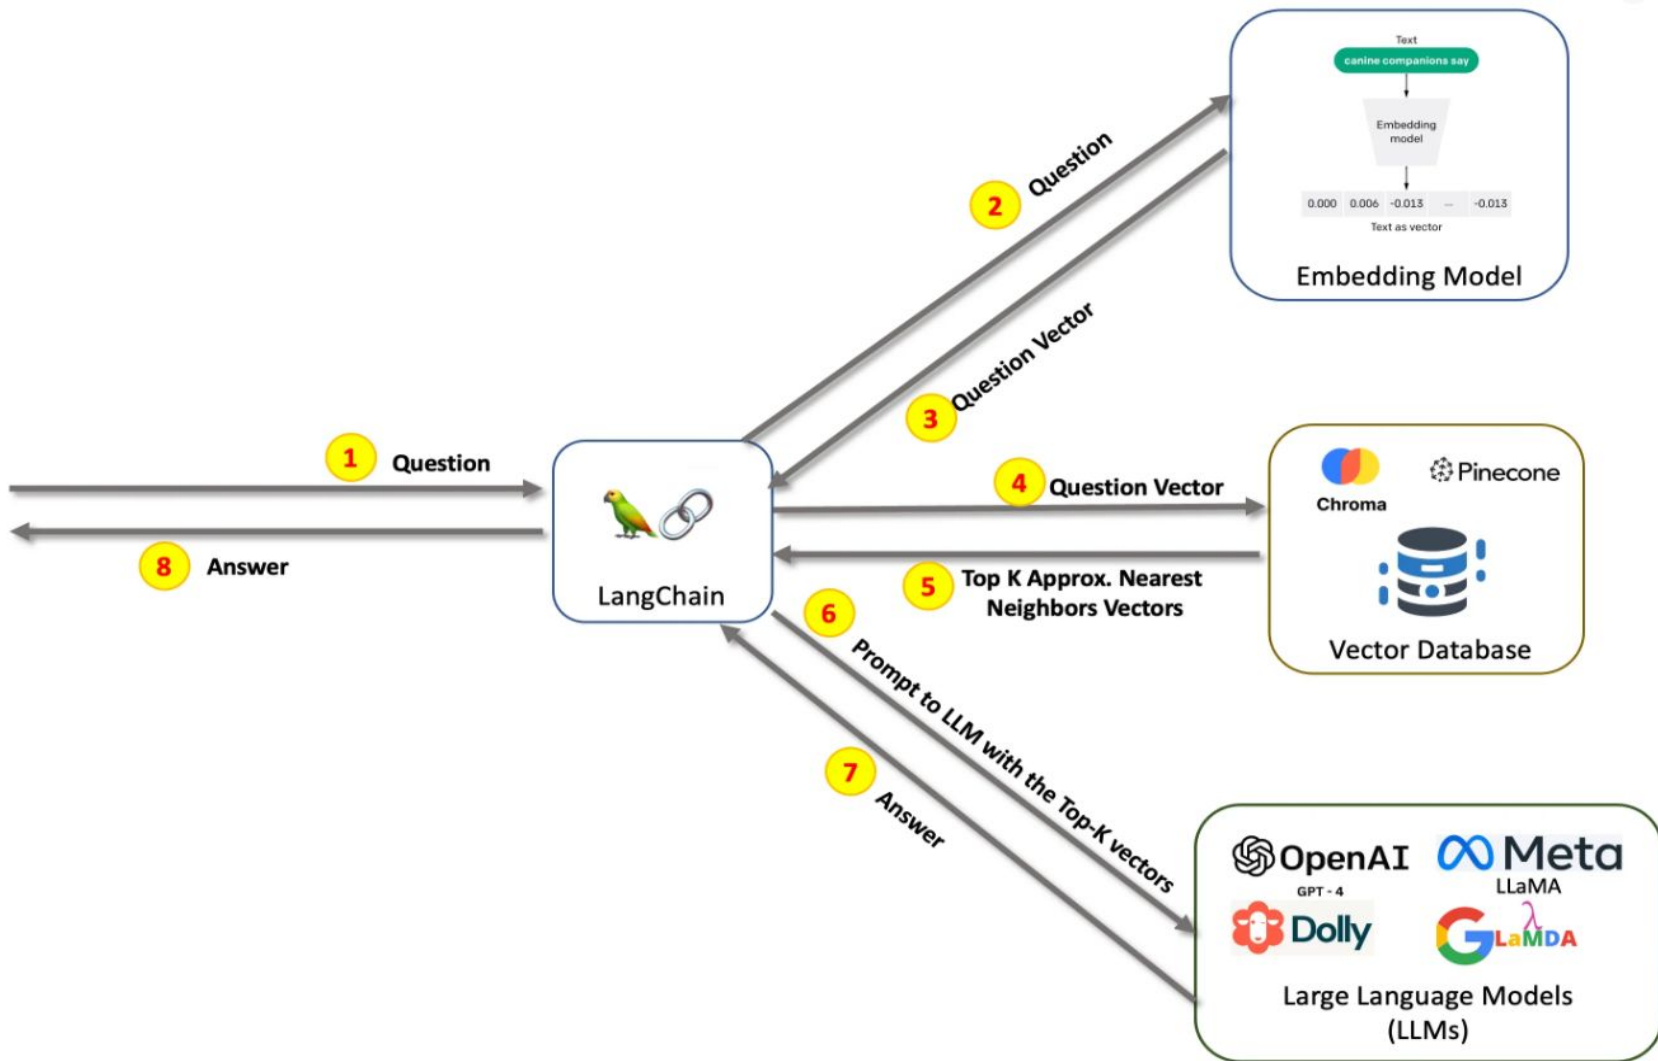 Text
canine companions say
Embedding
model
0.000 0.006 -0.013 ... -0.013
Text as vector
Embedding Model
2 Question
3 Question Vector
1 Question
8 Answer
LangChain
4 Question Vector
5 Top K Approx. Nearest
Neighbors Vectors
Chroma
Pinecone
Vector Database
6 Prompt to LLM with the Top-K vectors
7 Answer
OpenAI
GPT - 4
Meta
LLaMA
Dolly
λ
LaMDA
Large Language Models
(LLMs)